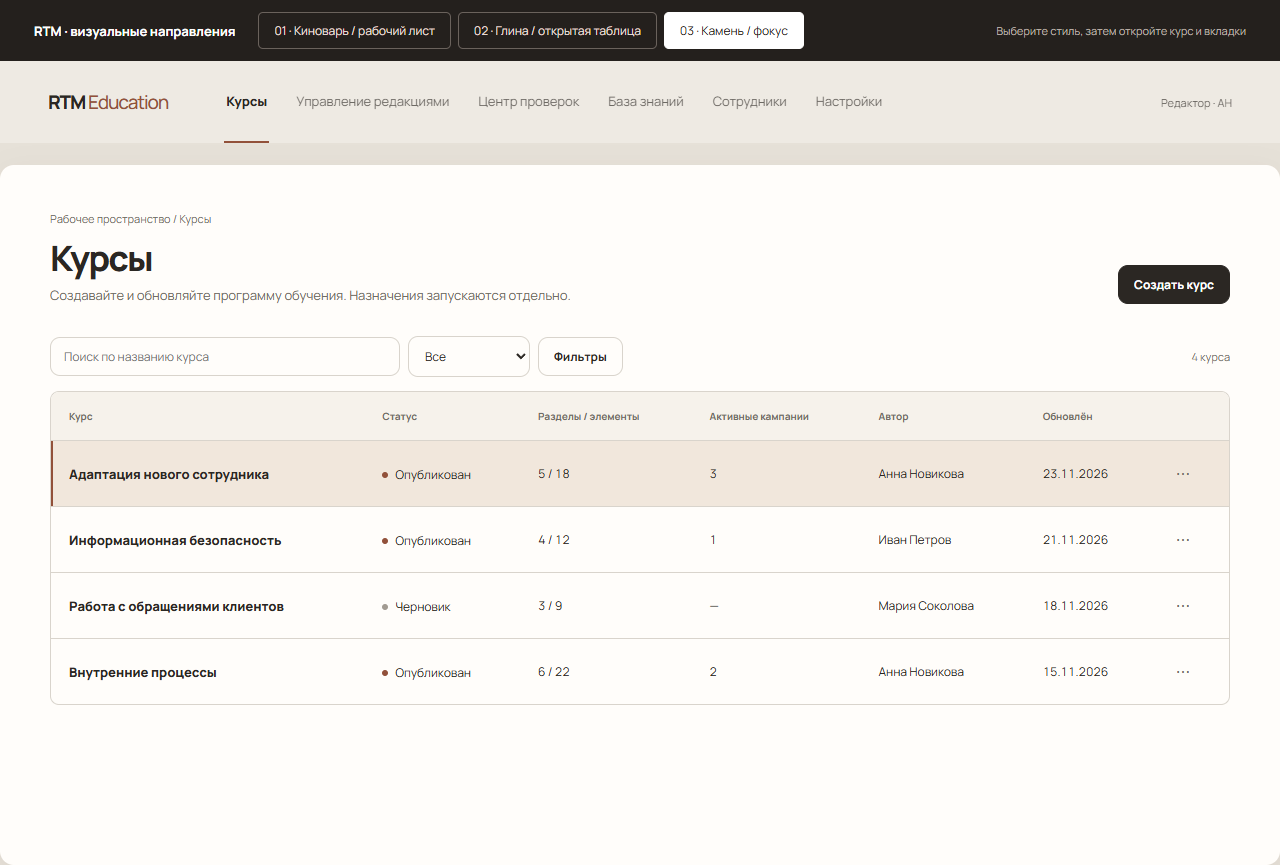 RTM · визуальные направления 01 · Киноварь / рабочий лист 02 · Глина / открытая таблица 03 · Камень / фокус Выберите стиль, затем откройте курс и вкладки
RTM Education Курсы Управление редакциями Центр проверок База знаний Сотрудники Настройки Редактор · АН
Рабочее пространство / Курсы
Курсы
Создавайте и обновляйте программу обучения. Назначения запускаются отдельно.
Создать курс
Поиск по названию курса Все Фильтры 4 курса
Курс Статус Разделы / элементы Активные кампании Автор Обновлён
Адаптация нового сотрудника Опубликован 5 / 18 3 Анна Новикова 23.11.2026 ···
Информационная безопасность Опубликован 4 / 12 1 Иван Петров 21.11.2026 ···
Работа с обращениями клиентов Черновик 3 / 9 — Мария Соколова 18.11.2026 ···
Внутренние процессы Опубликован 6 / 22 2 Анна Новикова 15.11.2026 ···